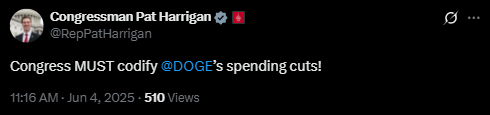 Congressman Pat Harrigan
@RepPatHarrigan
Congress MUST codify @DOGE's spending cuts!
11:16 AM · Jun 4, 2025 · 510 Views